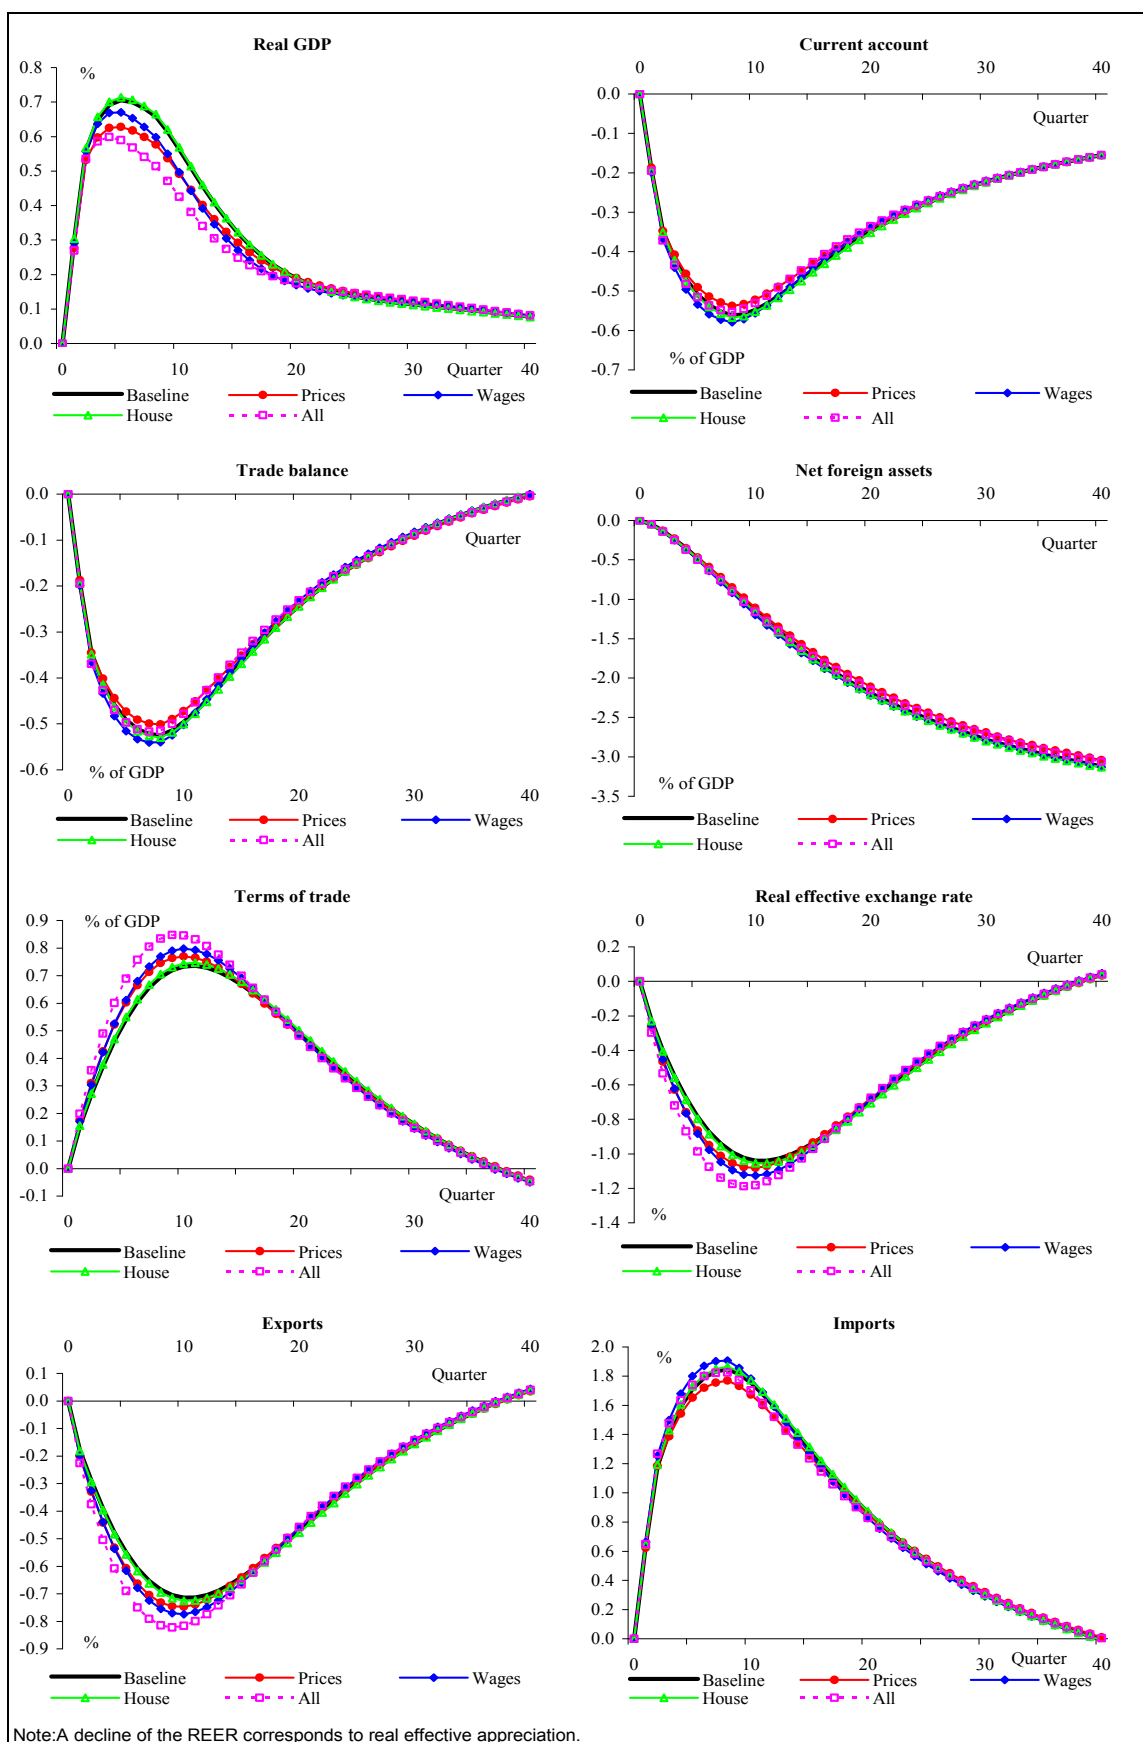 Real GDP
0.8
0.7
0.6
0.5
0.4
0.3
0.2
0.1
0.0
%
0 10 20 30 40
Quarter
Baseline Prices Wages
House All
Current account
0 10 20 30 40
0.0
-0.1
-0.2
-0.3
-0.4
-0.5
-0.6
-0.7
Quarter
% of GDP
Baseline Prices Wages
House All
Trade balance
0.0
-0.1
-0.2
-0.3
-0.4
-0.5
-0.6
Quarter
% of GDP
0 10 20 30 40
Baseline Prices Wages
House All
Net foreign assets
0 10 20 30 40
0.0
-0.5
-1.0
-1.5
-2.0
-2.5
-3.0
-3.5
Quarter
% of GDP
Baseline Prices Wages
House All
Terms of trade
0.9
0.8
0.7
0.6
0.5
0.4
0.3
0.2
0.1
0.0
-0.1
% of GDP
Quarter
0 10 20 30 40
Baseline Prices Wages
House All
Real effective exchange rate
0 10 20 30 40
0.2
0.0
-0.2
-0.4
-0.6
-0.8
-1.0
-1.2
-1.4
Quarter
%
Baseline Prices Wages
House All
Exports
0 10 20 30 40
0.1
0.0
-0.1
-0.2
-0.3
-0.4
-0.5
-0.6
-0.7
-0.8
-0.9
Quarter
%
Baseline Prices Wages
House All
Imports
2.0
1.8
1.6
1.4
1.2
1.0
0.8
0.6
0.4
0.2
0.0
%
0 10 20 30 40
Quarter
Baseline Prices Wages
House All
Note:A decline of the REER corresponds to real effective appreciation.